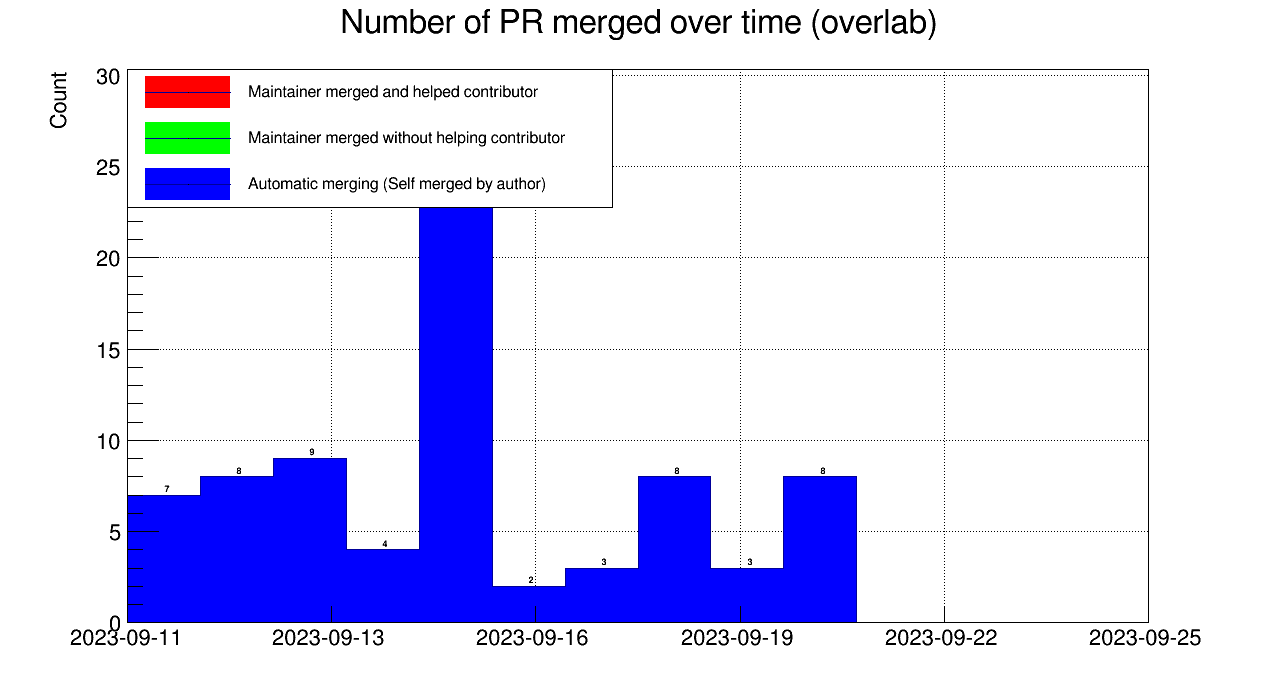 Number of PR merged over time (overlab)
Count
Maintainer merged and helped contributor
Maintainer merged without helping contributor
Automatic merging (Self merged by author)
30
25
20
15
10
5
0
7
8
9
4
2
3
8
3
8
2023-09-11 2023-09-13 2023-09-16 2023-09-19 2023-09-22 2023-09-25